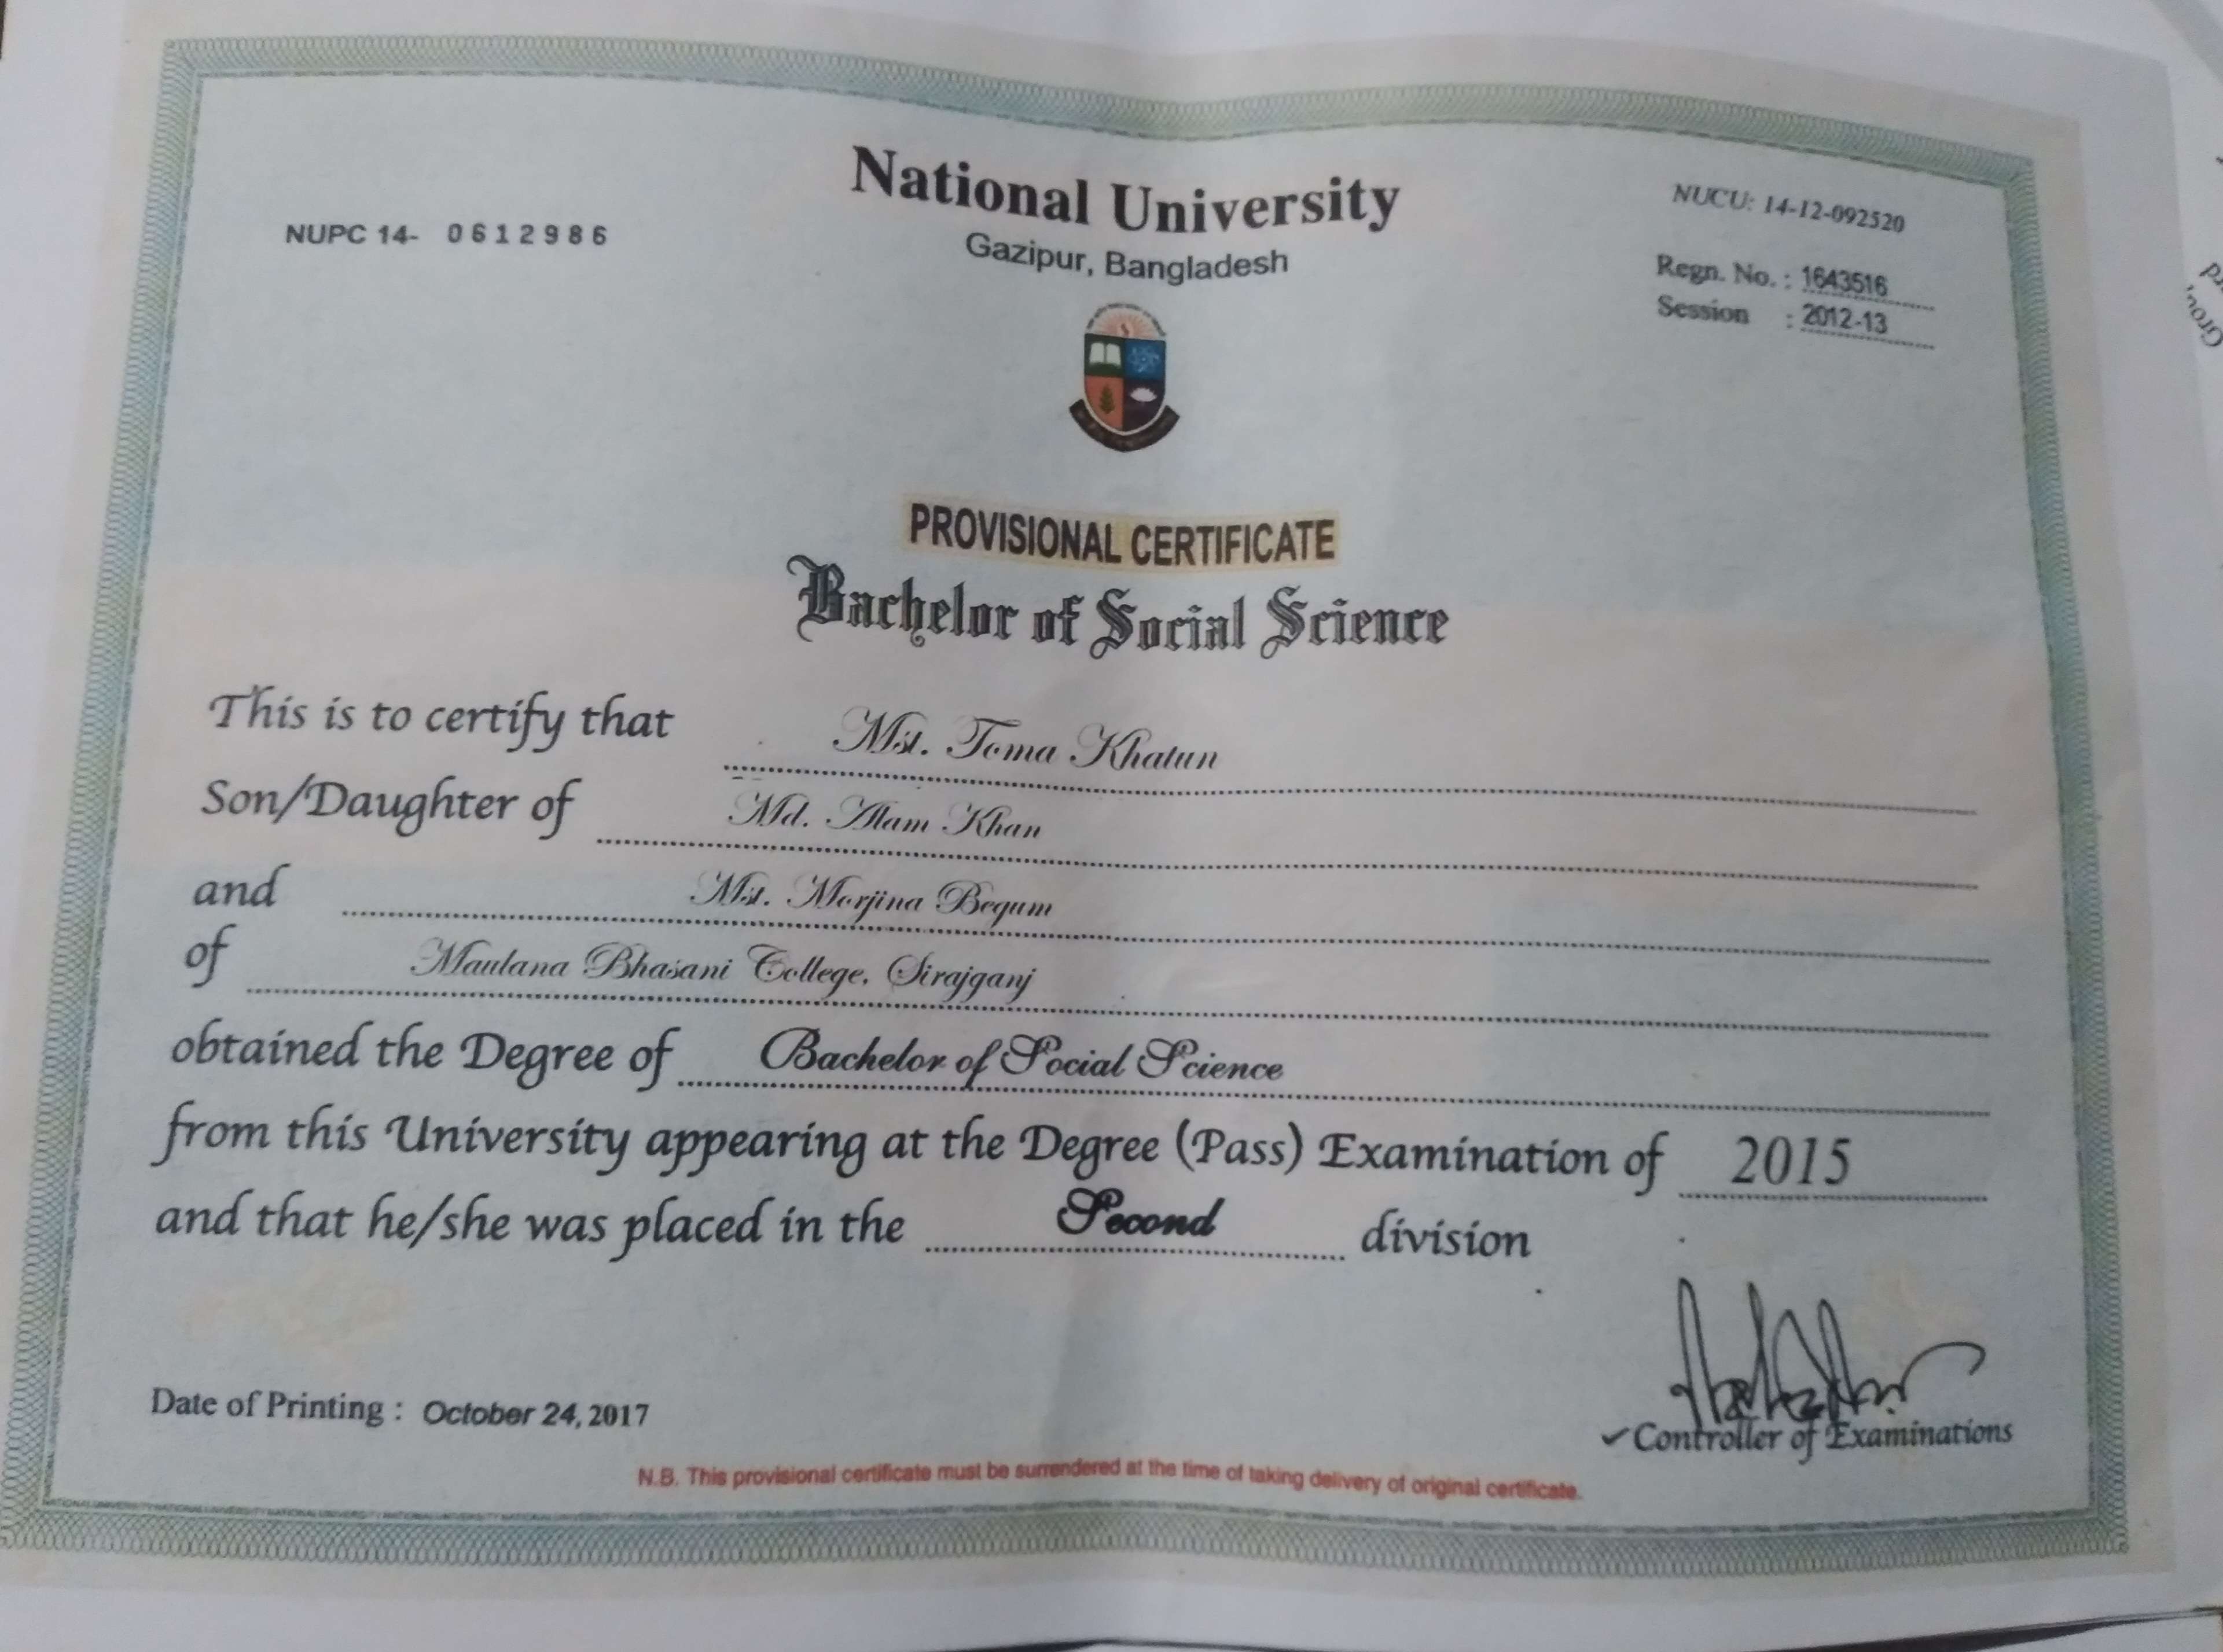 National University
Gazipur, Bangladesh
NUPC 14- 0612986
NUCU: 14-12-092520
Regn. No. : 1643516
Session : 2012-13
PROVISIONAL CERTIFICATE
Bachelor of Social Science
This is to certify that Mst. Toma Khatun
Son/Daughter of Md. Alam Khan
and Mst. Morjina Begum
of Maulana Bhasani College, Sirajganj
obtained the Degree of Bachelor of Social Science
from this University appearing at the Degree (Pass) Examination of 2015
and that he/she was placed in the Second division
Date of Printing : October 24, 2017
Controller of Examinations
N.B. This provisional certificate must be surrendered at the time of taking delivery of original certificate.